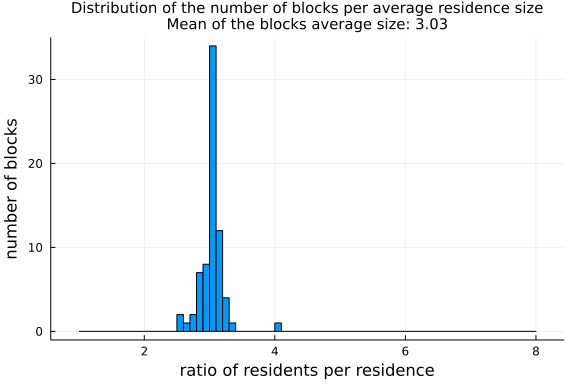 Distribution of the number of blocks per average residence size
Mean of the blocks average size: 3.03
number of blocks
30
20
10
0
2 4 6 8
ratio of residents per residence